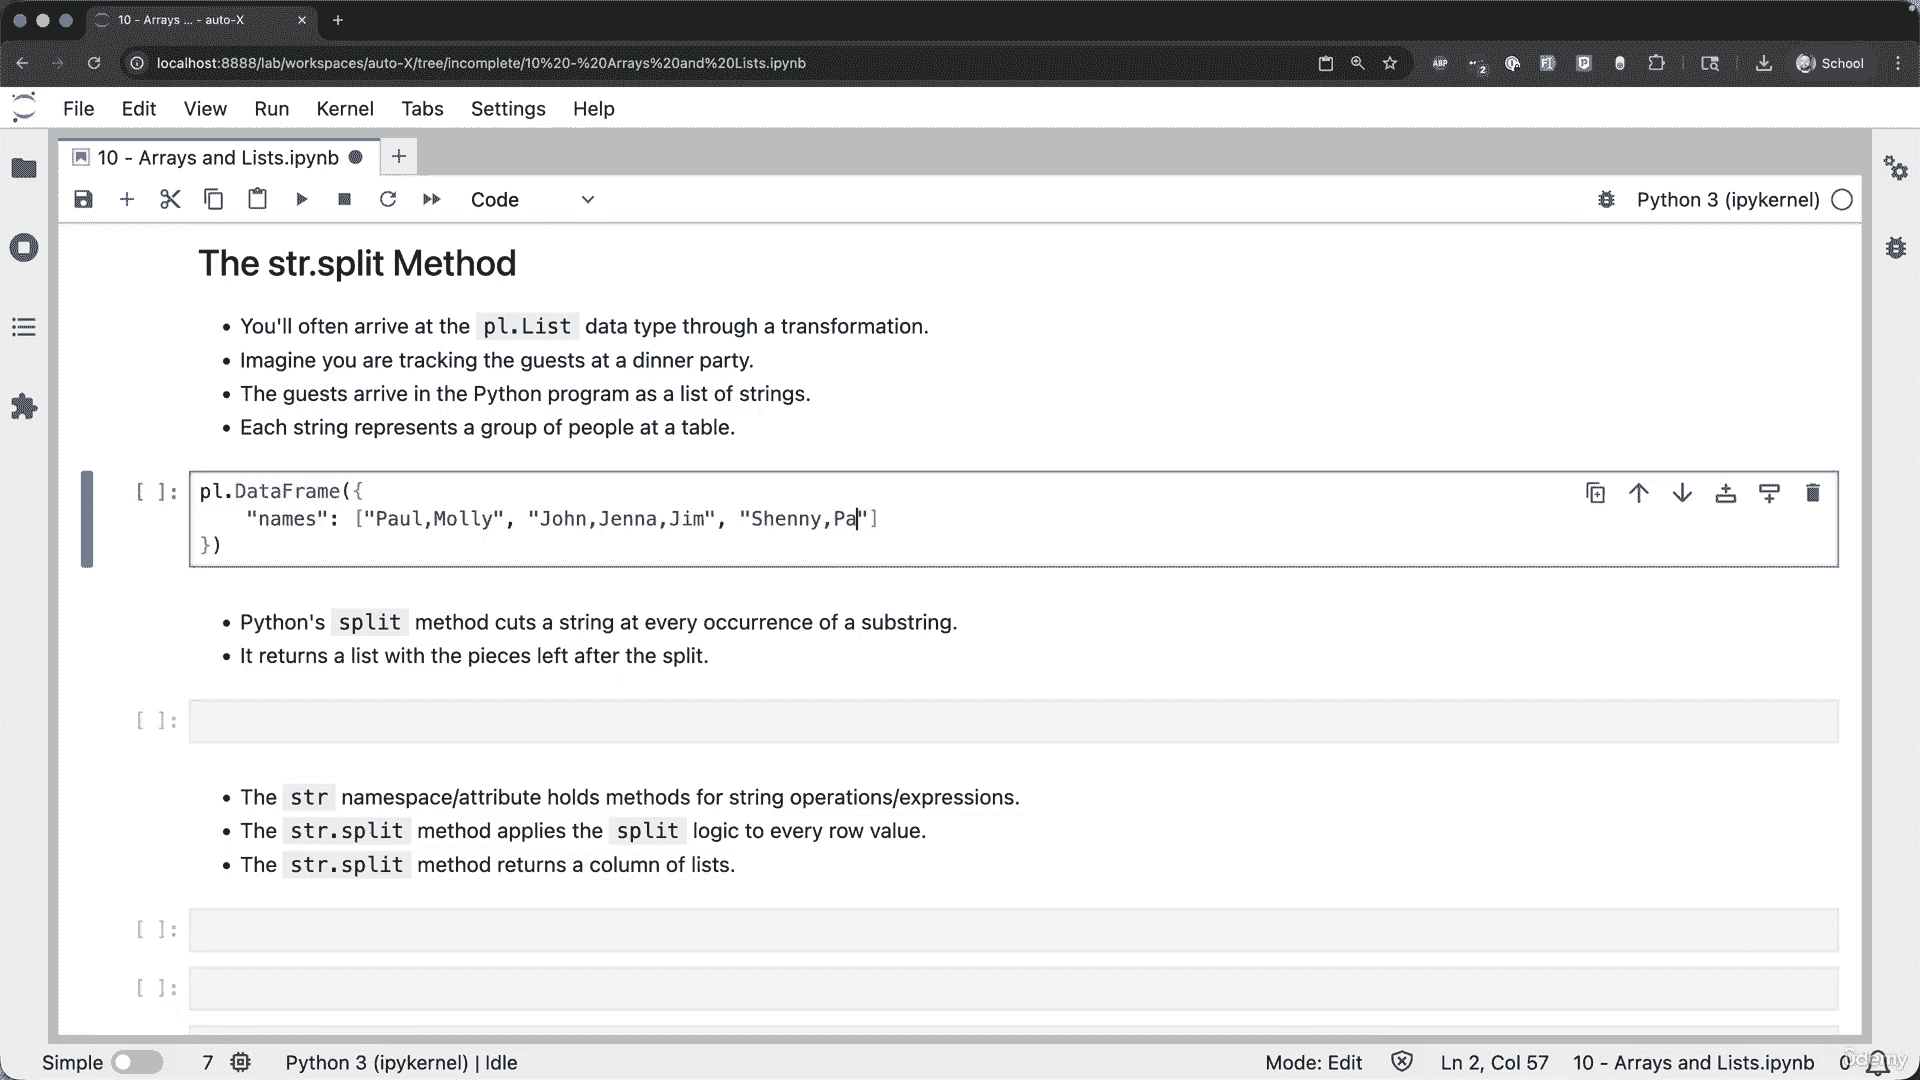 10 - Arrays ... - auto-X
localhost:8888/lab/workspaces/auto-X/tree/incomplete/10%20-%20Arrays%20and%20Lists.ipynb
ABP
2
School
File Edit View Run Kernel Tabs Settings Help
10 - Arrays and Lists.ipynb
Code
Python 3 (ipykernel)
The str.split Method
• You'll often arrive at the pl.List data type through a transformation.
• Imagine you are tracking the guests at a dinner party.
• The guests arrive in the Python program as a list of strings.
• Each string represents a group of people at a table.
[ ]: pl.DataFrame({
"names": ["Paul,Molly", "John,Jenna,Jim", "Shenny,Pa"]
})
• Python's split method cuts a string at every occurrence of a substring.
• It returns a list with the pieces left after the split.
[ ]:
• The str namespace/attribute holds methods for string operations/expressions.
• The str.split method applies the split logic to every row value.
• The str.split method returns a column of lists.
[ ]:
[ ]:
Simple 7 Python 3 (ipykernel) | Idle Mode: Edit Ln 2, Col 57 10 - Arrays and Lists.ipynb 0
udemy